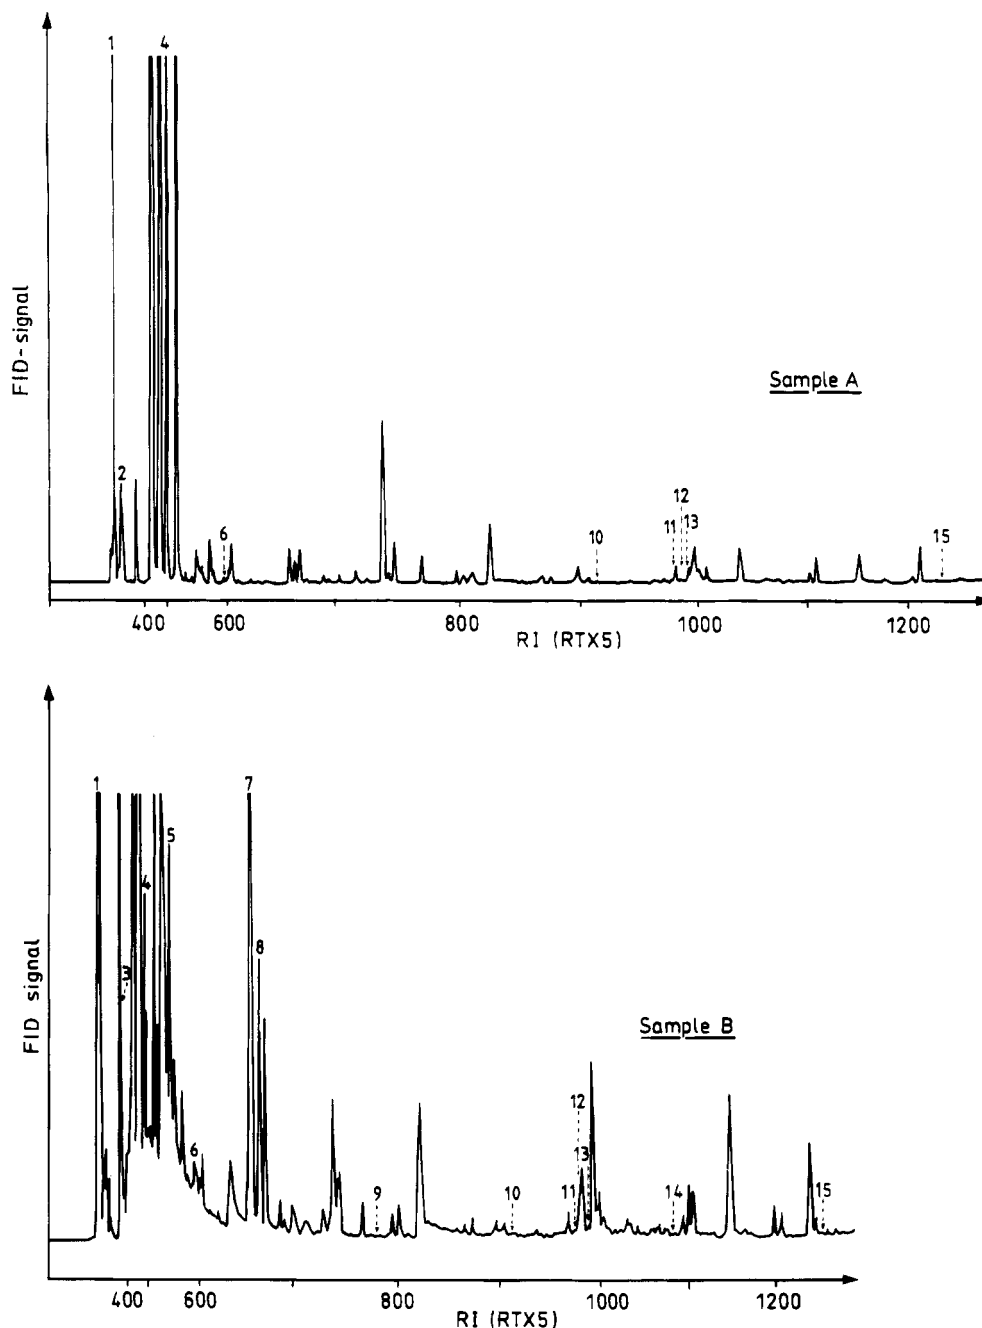 1 4
FID-signal
Sample A
2
12
6 10 11 13 15
400 600 800 1000 1200
RI (RTX5)
1 7
5
4
8
3
FID signal
Sample B
12
6 13
9 10 11 14 15
400 600 800 1000 1200
RI (RTX5)